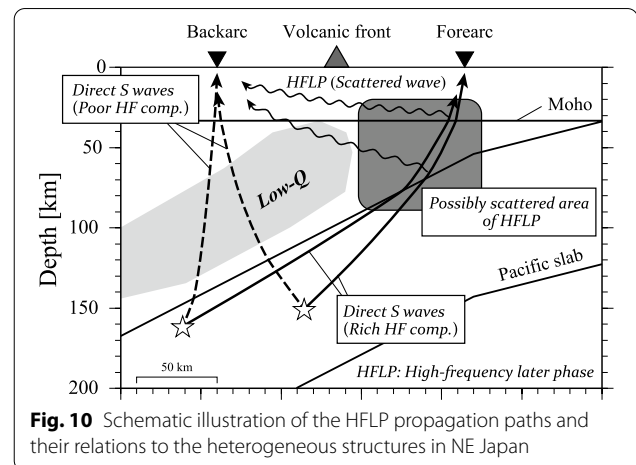 Backarc Volcanic front Forearc
0
Direct S waves
(Poor HF comp.)
HFLP (Scattered wave)
Moho
50
Low-Q
100
Possibly scattered area
of HFLP
Depth [km]
Pacific slab
150
Direct S waves
(Rich HF comp.)
50 km
HFLP: High-frequency later phase
200
Fig. 10 Schematic illustration of the HFLP propagation paths and
their relations to the heterogeneous structures in NE Japan